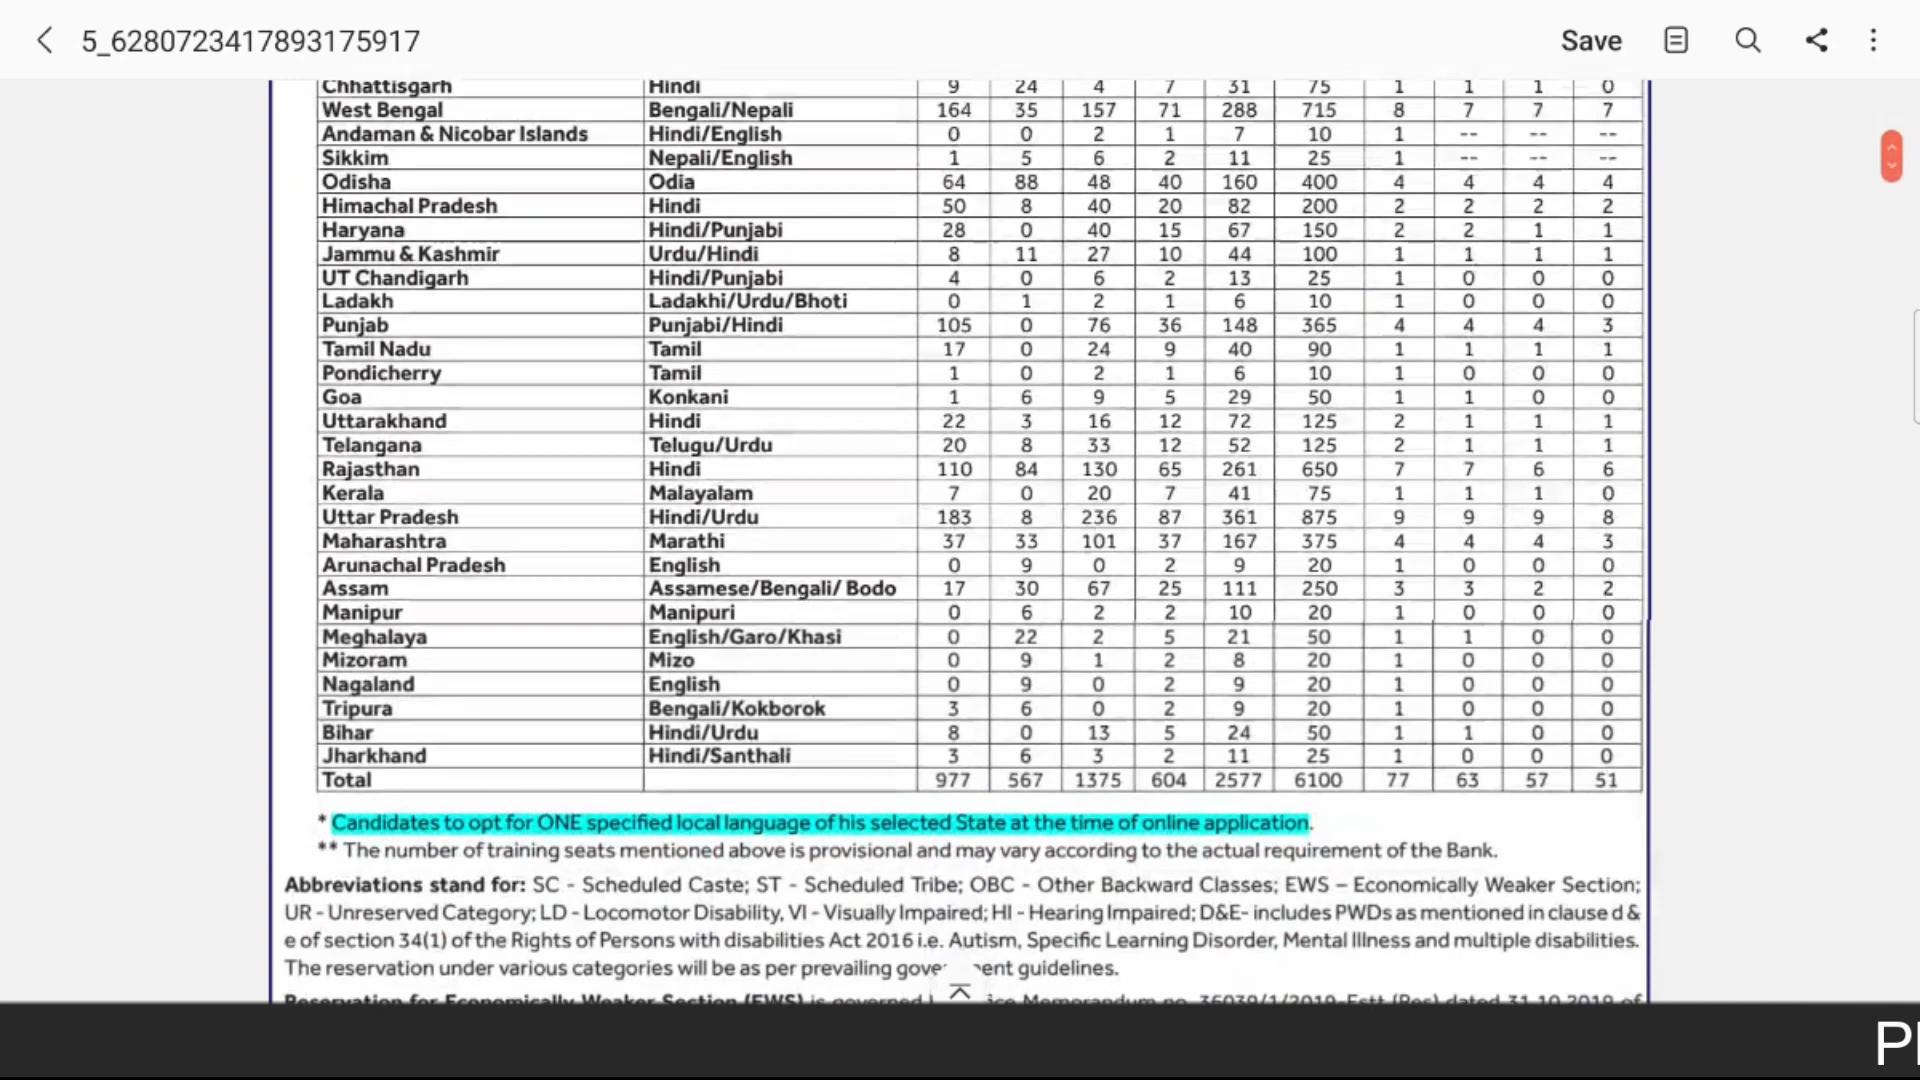 5_6280723417893175917 Save
Chhattisgarh Hindi 9 24 4 7 31 75 1 1 1 0
West Bengal Bengali/Nepali 164 35 157 71 288 715 8 7 7 7
Andaman & Nicobar Islands Hindi/English 0 0 2 1 7 10 1 -- -- --
Sikkim Nepali/English 1 5 6 2 11 25 1 -- -- --
Odisha Odia 64 88 48 40 160 400 4 4 4 4
Himachal Pradesh Hindi 50 8 40 20 82 200 2 2 2 2
Haryana Hindi/Punjabi 28 0 40 15 67 150 2 2 1 1
Jammu & Kashmir Urdu/Hindi 8 11 27 10 44 100 1 1 1 1
UT Chandigarh Hindi/Punjabi 4 0 6 2 13 25 1 0 0 0
Ladakh Ladakhi/Urdu/Bhoti 0 1 2 1 6 10 1 0 0 0
Punjab Punjabi/Hindi 105 0 76 36 148 365 4 4 4 3
Tamil Nadu Tamil 17 0 24 9 40 90 1 1 1 1
Pondicherry Tamil 1 0 2 1 6 10 1 0 0 0
Goa Konkani 1 6 9 5 29 50 1 1 0 0
Uttarakhand Hindi 22 3 16 12 72 125 2 1 1 1
Telangana Telugu/Urdu 20 8 33 12 52 125 2 1 1 1
Rajasthan Hindi 110 84 130 65 261 650 7 7 6 6
Kerala Malayalam 7 0 20 7 41 75 1 1 1 0
Uttar Pradesh Hindi/Urdu 183 8 236 87 361 875 9 9 9 8
Maharashtra Marathi 37 33 101 37 167 375 4 4 4 3
Arunachal Pradesh English 0 9 0 2 9 20 1 0 0 0
Assam Assamese/Bengali/ Bodo 17 30 67 25 111 250 3 3 2 2
Manipur Manipuri 0 6 2 2 10 20 1 0 0 0
Meghalaya English/Garo/Khasi 0 22 2 5 21 50 1 1 0 0
Mizoram Mizo 0 9 1 2 8 20 1 0 0 0
Nagaland English 0 9 0 2 9 20 1 0 0 0
Tripura Bengali/Kokborok 3 6 0 2 9 20 1 0 0 0
Bihar Hindi/Urdu 8 0 13 5 24 50 1 1 0 0
Jharkhand Hindi/Santhali 3 6 3 2 11 25 1 0 0 0
Total 977 567 1375 604 2577 6100 77 63 57 51
* Candidates to opt for ONE specified local language of his selected State at the time of online application.
** The number of training seats mentioned above is provisional and may vary according to the actual requirement of the Bank.
Abbreviations stand for: SC - Scheduled Caste; ST - Scheduled Tribe; OBC - Other Backward Classes; EWS – Economically Weaker Section;
UR - Unreserved Category; LD - Locomotor Disability, VI - Visually Impaired; HI - Hearing Impaired; D&E- includes PWDs as mentioned in clause d &
e of section 34(1) of the Rights of Persons with disabilities Act 2016 i.e. Autism, Specific Learning Disorder, Mental Illness and multiple disabilities.
The reservation under various categories will be as per prevailing guidelines.
Reservation for Economically Weaker Section (EWS) is governed Memorandum no. 36039/1/2019-Estt (Res) dated 31.10.2019 of